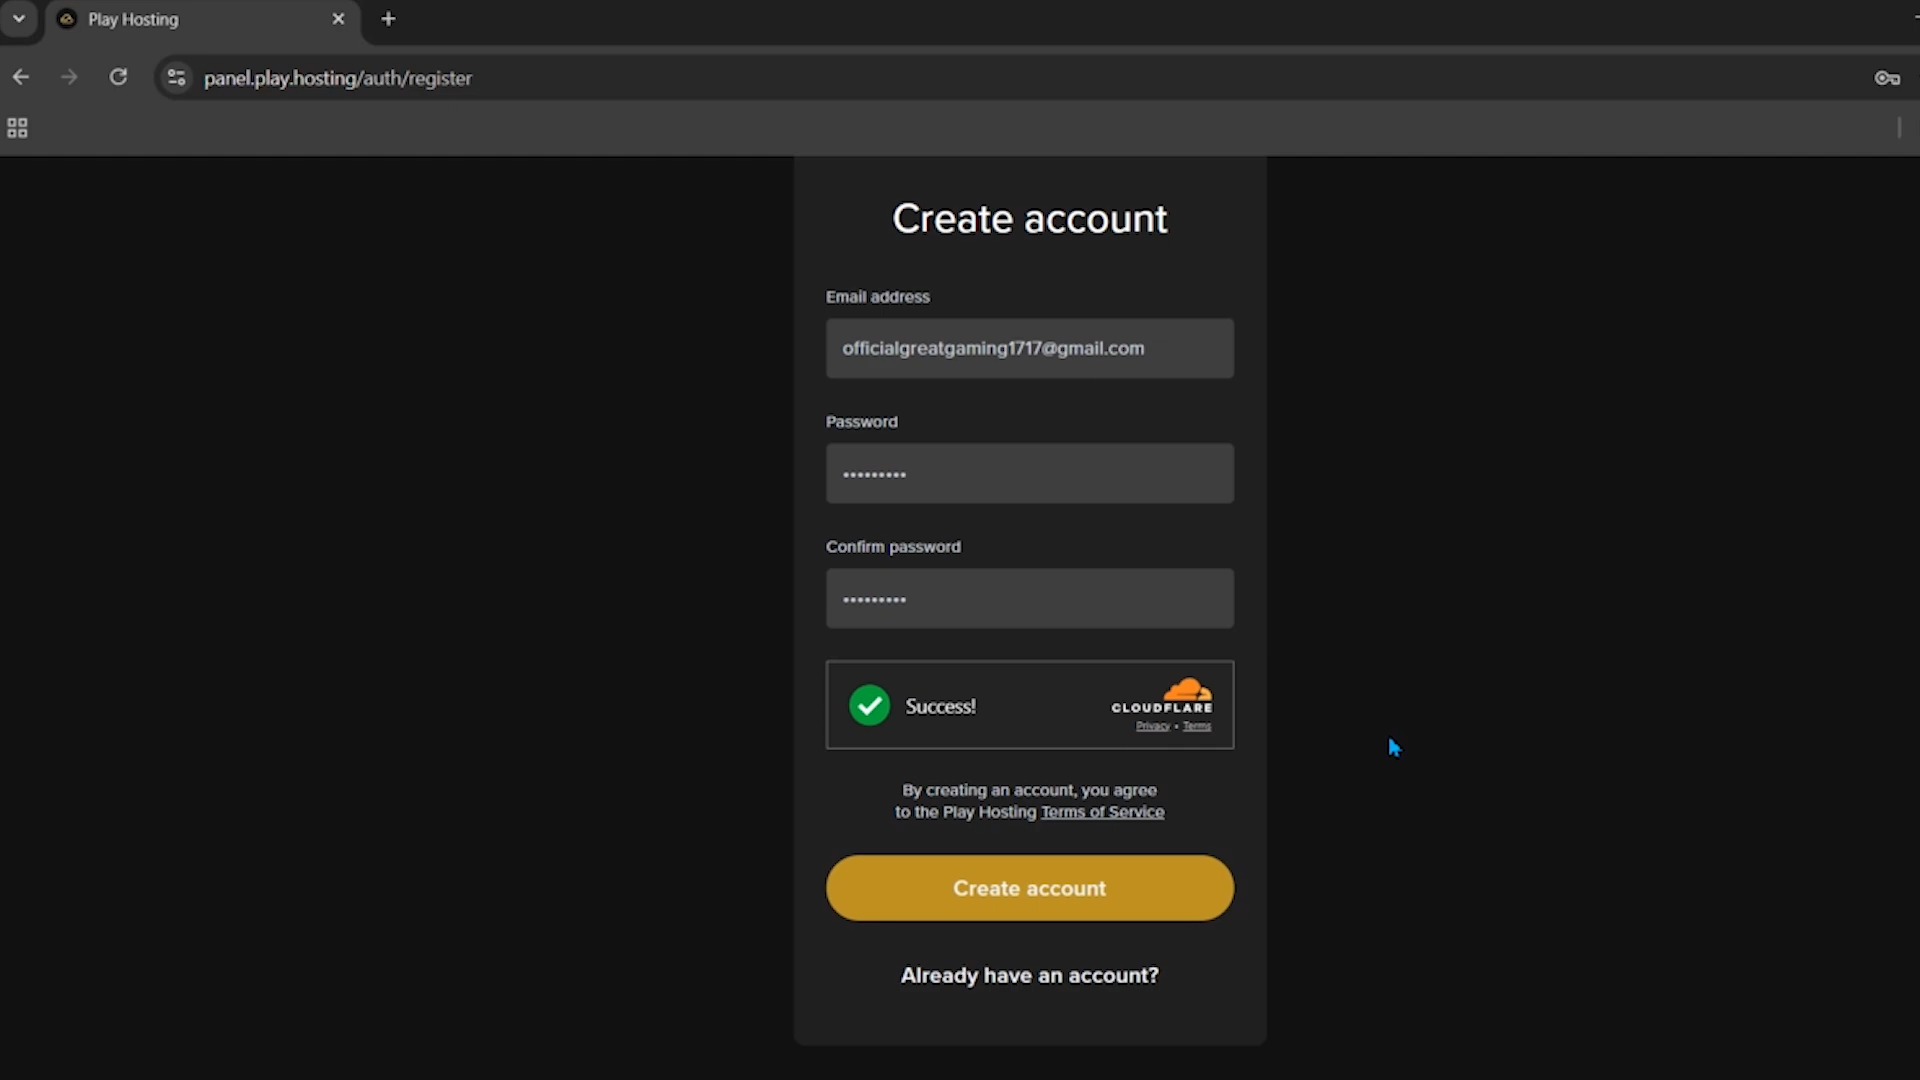 Play Hosting
panel.play.hosting/auth/register
Create account
Email address
officialgreatgaming1717@gmail.com
Password
•••••••••
Confirm password
•••••••••
Success!
CLOUDFLARE
Privacy • Terms
By creating an account, you agree
to the Play Hosting Terms of Service
Create account
Already have an account?